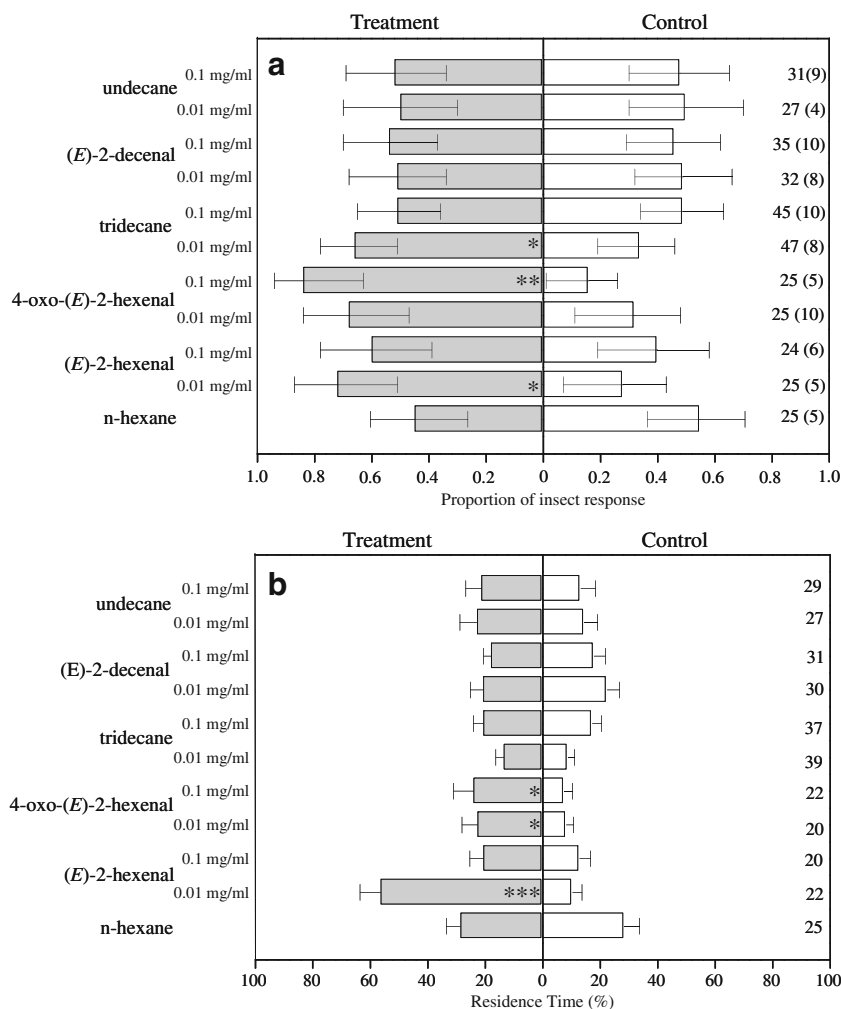 Treatment Control
a
undecane 0.1 mg/ml 31(9)
0.01 mg/ml 27 (4)
(E)-2-decenal 0.1 mg/ml 35 (10)
0.01 mg/ml 32 (8)
tridecane 0.1 mg/ml 45 (10)
0.01 mg/ml * 47 (8)
4-oxo-(E)-2-hexenal 0.1 mg/ml ** 25 (5)
0.01 mg/ml 25 (10)
(E)-2-hexenal 0.1 mg/ml 24 (6)
0.01 mg/ml * 25 (5)
n-hexane 25 (5)
1.0 0.8 0.6 0.4 0.2 0 0.2 0.4 0.6 0.8 1.0
Proportion of insect response
Treatment Control
b
undecane 0.1 mg/ml 29
0.01 mg/ml 27
(E)-2-decenal 0.1 mg/ml 31
0.01 mg/ml 30
tridecane 0.1 mg/ml 37
0.01 mg/ml 39
4-oxo-(E)-2-hexenal 0.1 mg/ml * 22
0.01 mg/ml * 20
(E)-2-hexenal 0.1 mg/ml 20
0.01 mg/ml *** 22
n-hexane 25
100 80 60 40 20 0 20 40 60 80 100
Residence Time (%)